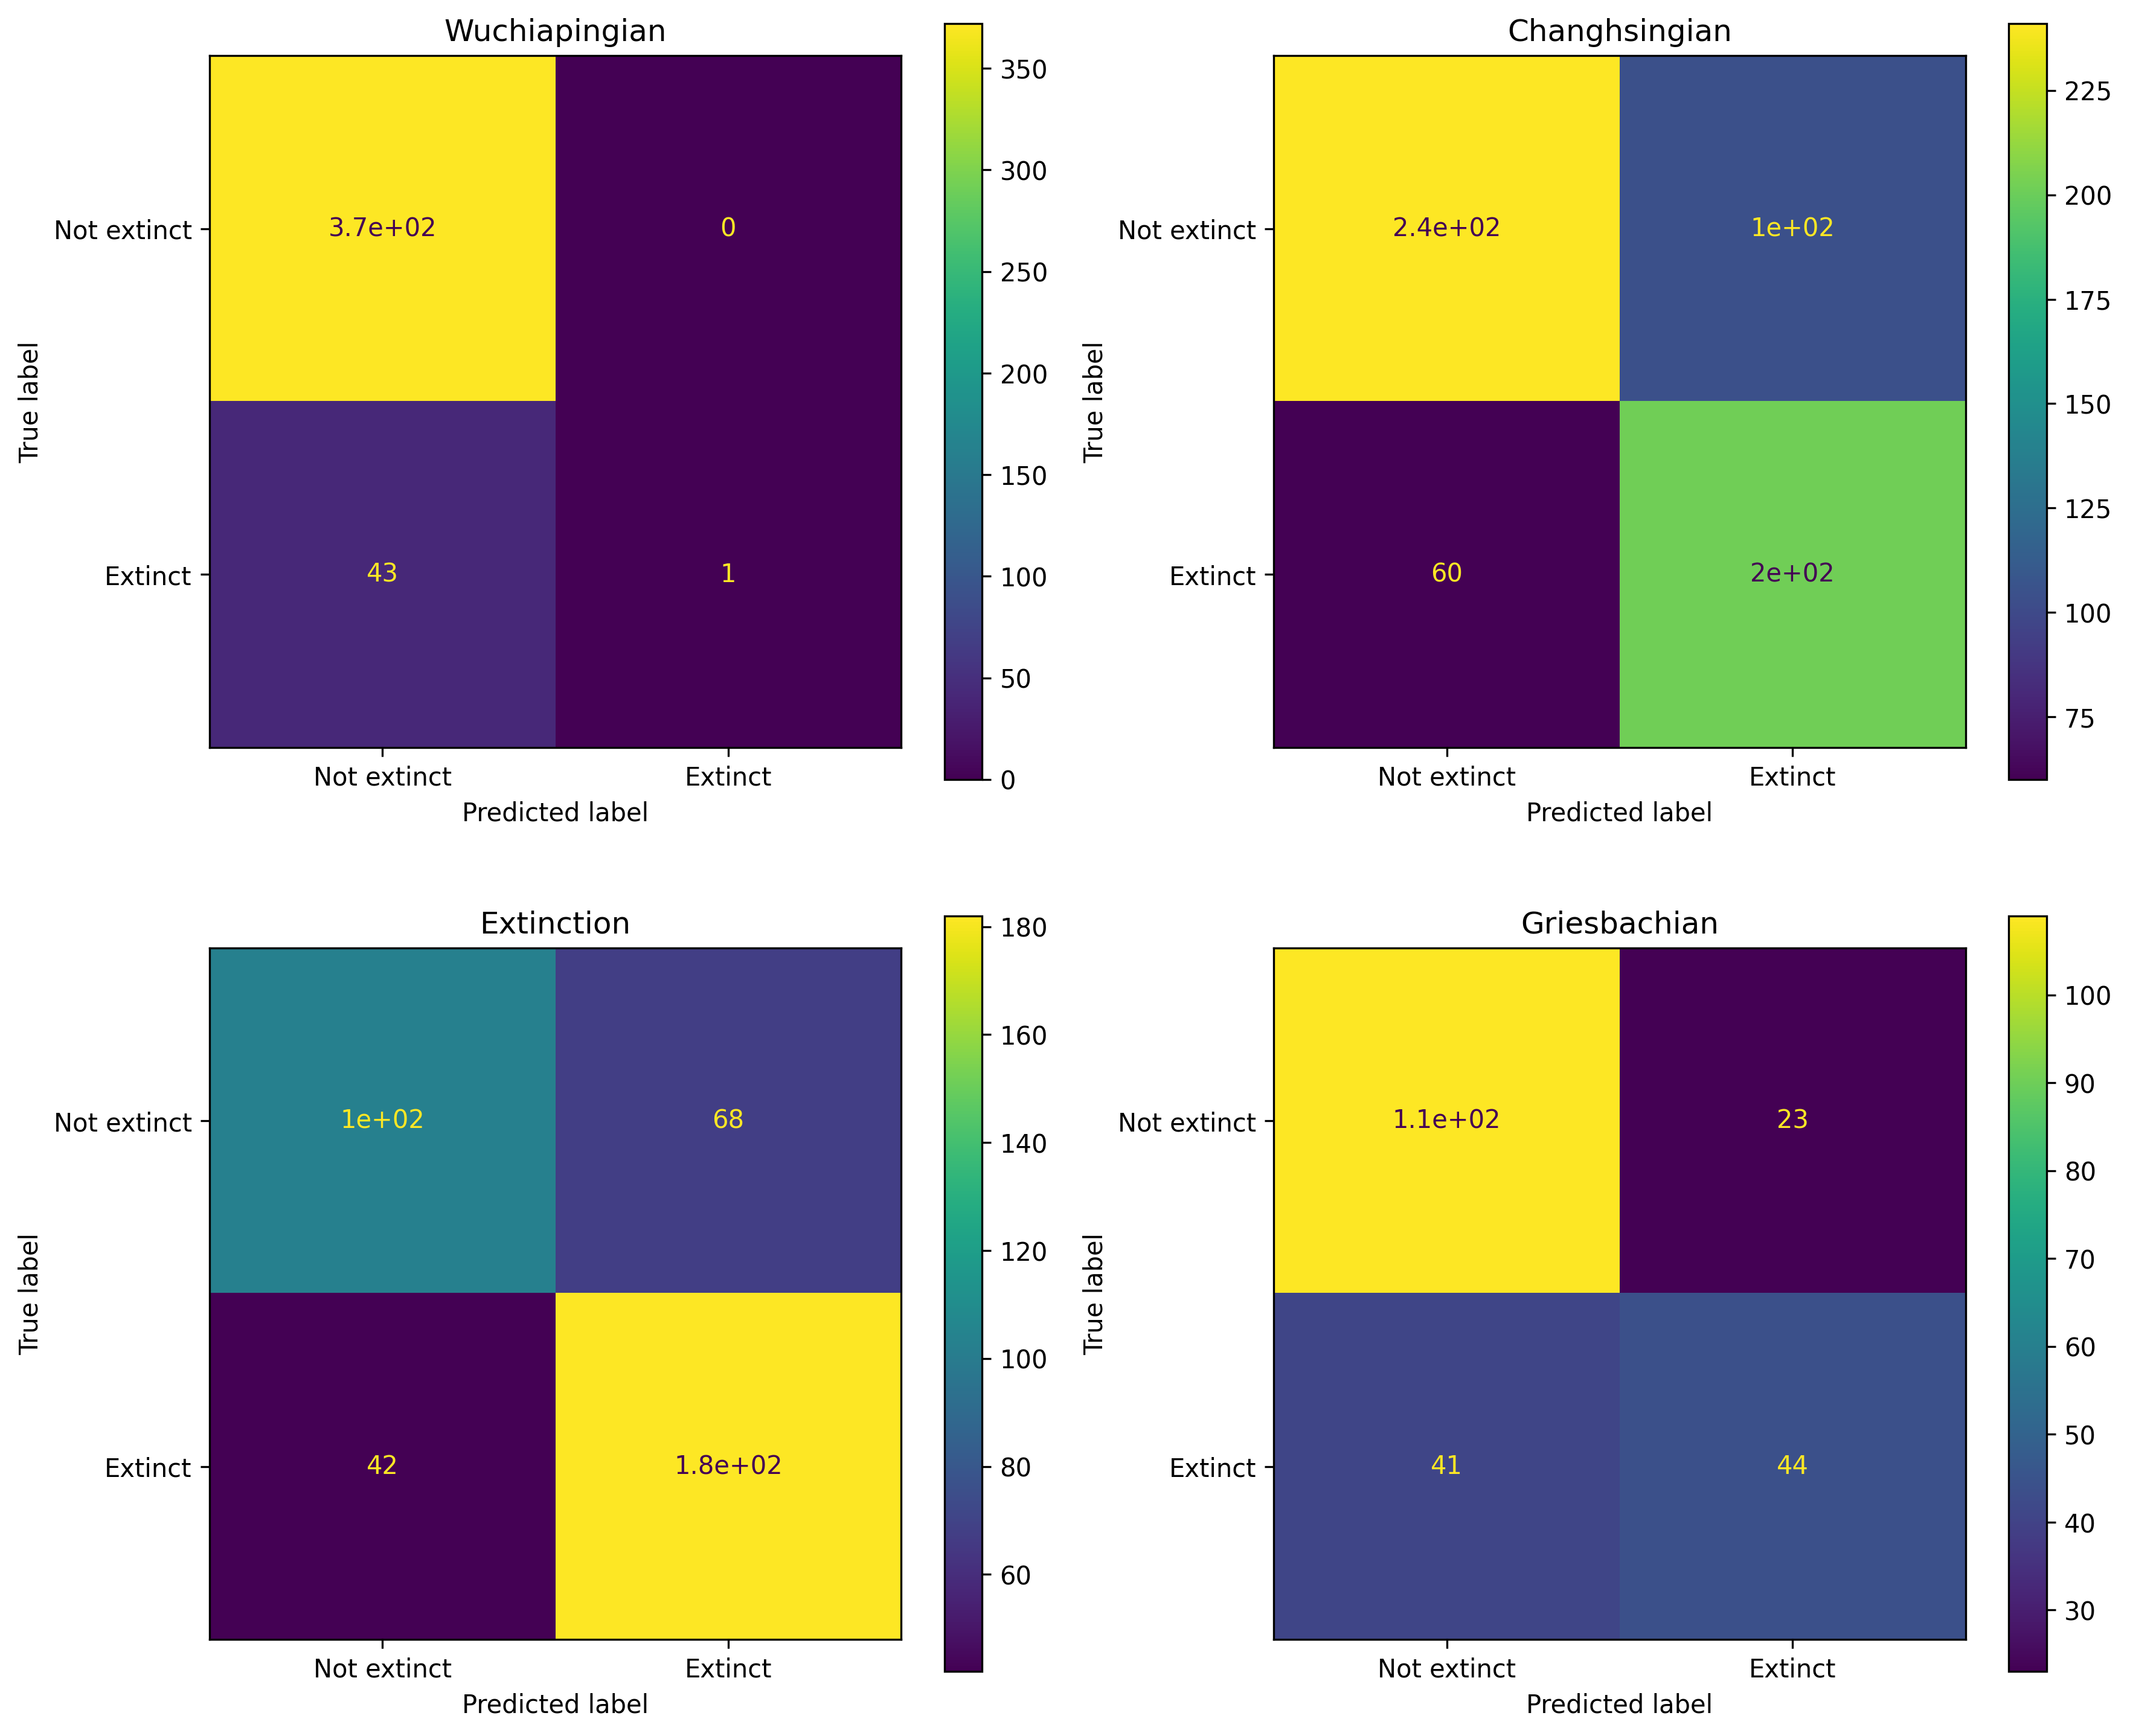 Wuchiapingian
True label
Not extinct
Extinct
3.7e+02 0
43 1
Not extinct Extinct
Predicted label
350
300
250
200
150
100
50
0
Changhsingian
True label
Not extinct
Extinct
2.4e+02 1e+02
60 2e+02
Not extinct Extinct
Predicted label
225
200
175
150
125
100
75
Extinction
True label
Not extinct
Extinct
1e+02 68
42 1.8e+02
Not extinct Extinct
Predicted label
180
160
140
120
100
80
60
Griesbachian
True label
Not extinct
Extinct
1.1e+02 23
41 44
Not extinct Extinct
Predicted label
100
90
80
70
60
50
40
30